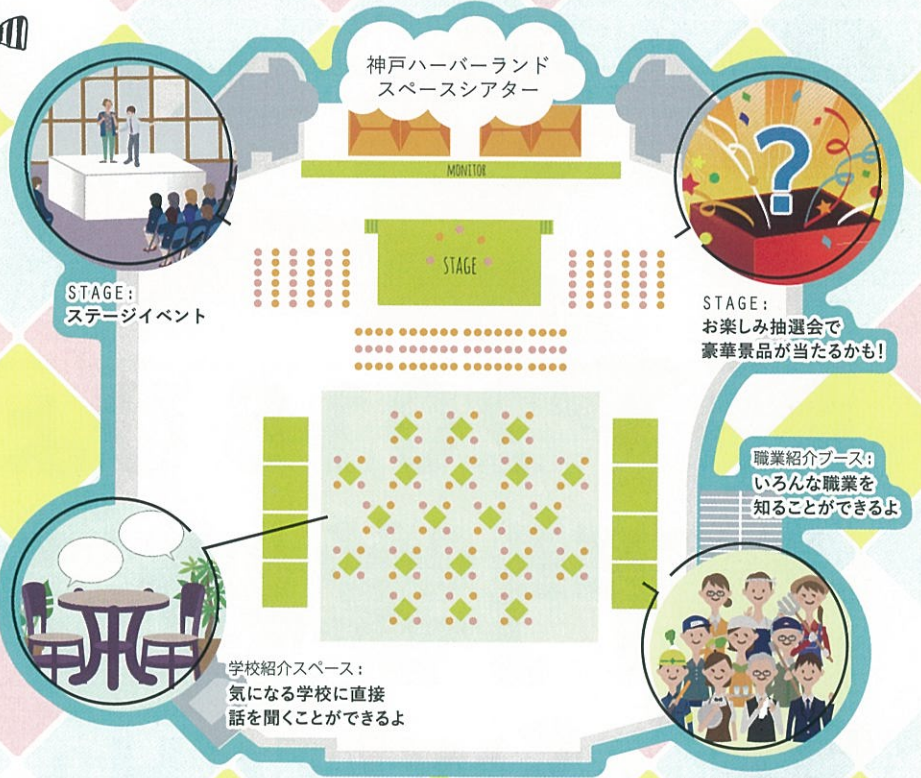 神戸ハーバーランド
スペースシアター
MONITOR
STAGE
STAGE:
ステージイベント
STAGE:
お楽しみ抽選会で
豪華景品が当たるかも!
職業紹介ブース:
いろんな職業を
知ることができるよ
学校紹介スペース:
気になる学校に直接
話を聞くことができるよ